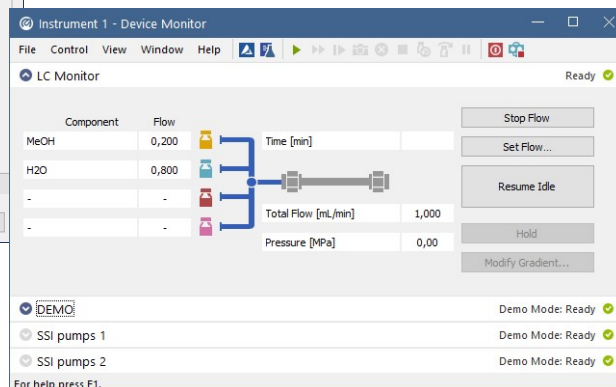 Instrument 1 - Device Monitor
File Control View Window Help
LC Monitor Ready
Component Flow
MeOH 0,200 Time [min] Stop Flow
Set Flow...
H2O 0,800
Resume Idle
- -
Total Flow [mL/min] 1,000
- -
Hold
Pressure [MPa] 0,00
Modify Gradient...
DEMO Demo Mode: Ready
SSI pumps 1 Demo Mode: Ready
SSI pumps 2 Demo Mode: Ready
For help press F1.